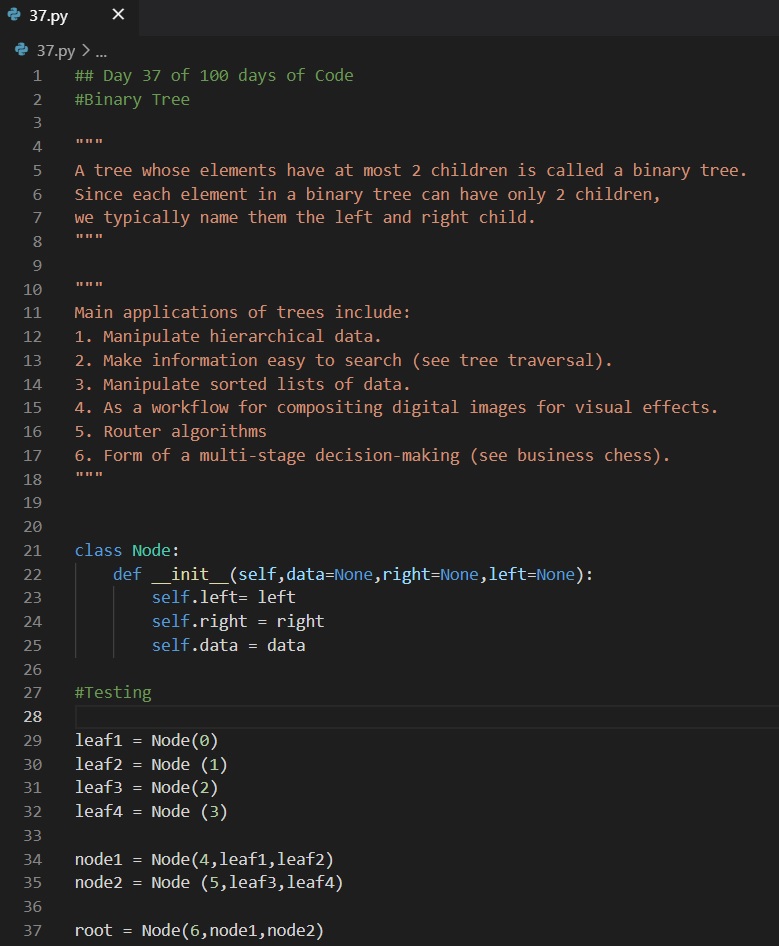 37.py ×
37.py > ...
1 ## Day 37 of 100 days of Code
2 #Binary Tree
3
4 """
5 A tree whose elements have at most 2 children is called a binary tree.
6 Since each element in a binary tree can have only 2 children,
7 we typically name them the left and right child.
8 """
9
10 """
11 Main applications of trees include:
12 1. Manipulate hierarchical data.
13 2. Make information easy to search (see tree traversal).
14 3. Manipulate sorted lists of data.
15 4. As a workflow for compositing digital images for visual effects.
16 5. Router algorithms
17 6. Form of a multi-stage decision-making (see business chess).
18 """
19
20
21 class Node:
22     def __init__(self,data=None,right=None,left=None):
23         self.left= left
24         self.right = right
25         self.data = data
26
27 #Testing
28
29 leaf1 = Node(0)
30 leaf2 = Node (1)
31 leaf3 = Node(2)
32 leaf4 = Node (3)
33
34 node1 = Node(4,leaf1,leaf2)
35 node2 = Node (5,leaf3,leaf4)
36
37 root = Node(6,node1,node2)